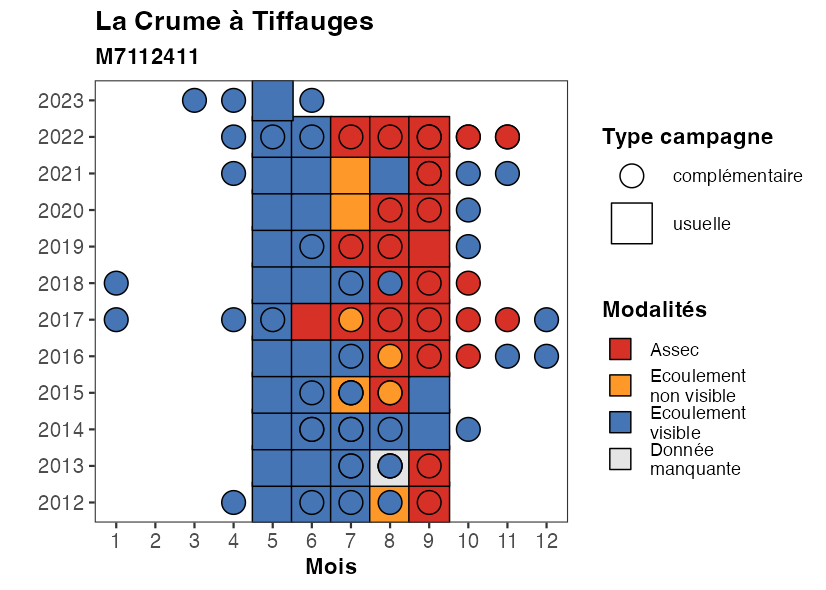 La Crume à Tiffauges
M7112411
2023
2022
2021
2020
2019
2018
2017
2016
2015
2014
2013
2012
1 2 3 4 5 6 7 8 9 10 11 12
Mois
Type campagne
complémentaire
usuelle
Modalités
Assec
Ecoulement
non visible
Ecoulement
visible
Donnée
manquante